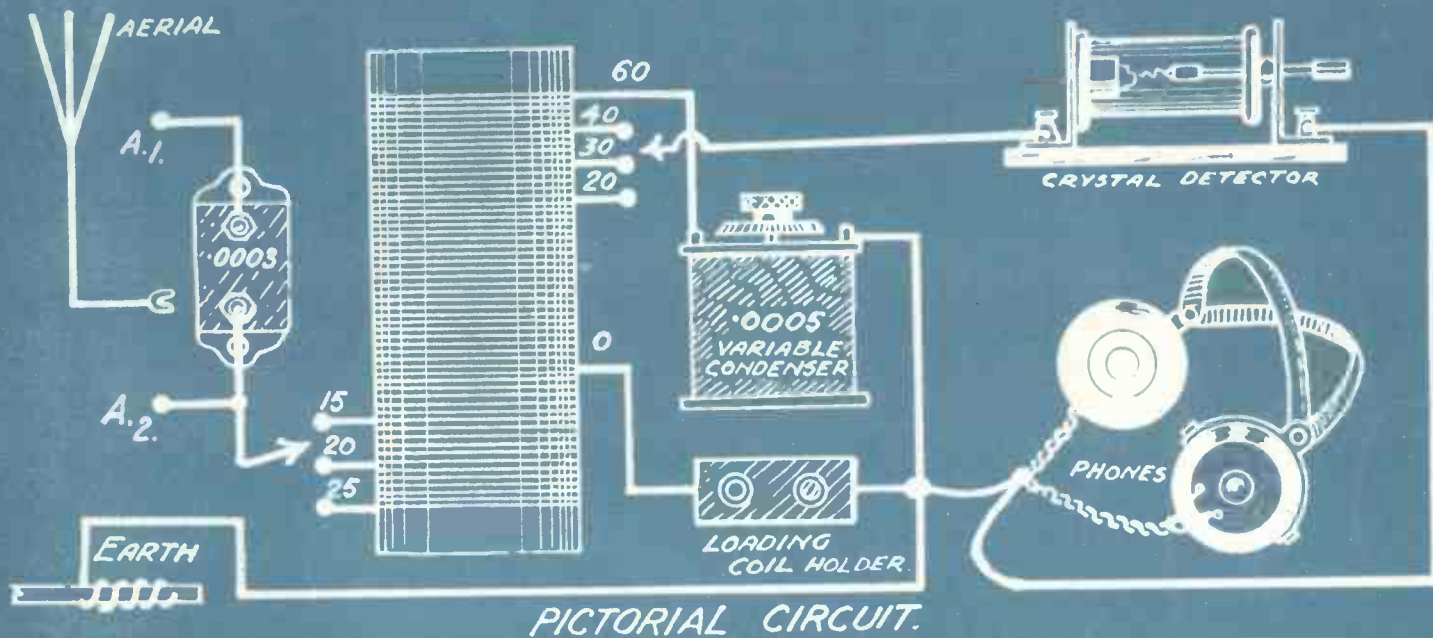 AERIAL
A.1.
.0003
A.2.
EARTH
60
40
30
20
0
15
20
25
.0005
VARIABLE
CONDENSER
LOADING
COIL HOLDER.
CRYSTAL DETECTOR
PHONES
PICTORIAL CIRCUIT.